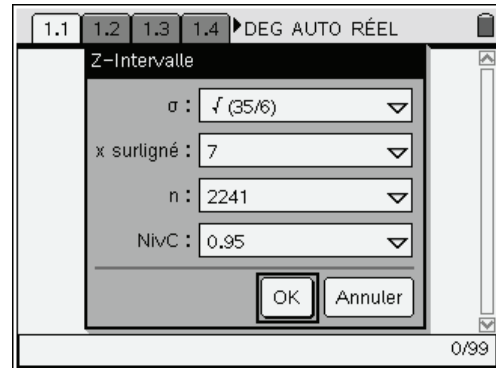 1.1 1.2 1.3 1.4 DEG AUTO RÉEL
Z-Intervalle
σ : √(35/6)
x surligné : 7
n : 2241
NivC : 0.95
OK Annuler
0/99